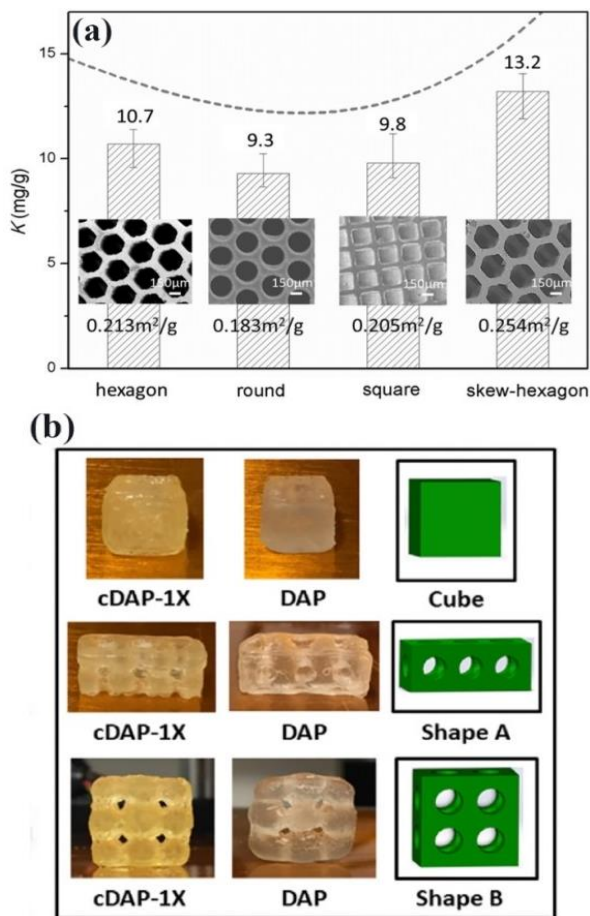 (a)
K (mg/g)
15
10
5
0
10.7
9.3
9.8
13.2
150μm
150μm
150μm
150μm
0.213m²/g
0.183m²/g
0.205m²/g
0.254m²/g
hexagon
round
square
skew-hexagon
(b)
cDAP-1X
DAP
Cube
cDAP-1X
DAP
Shape A
cDAP-1X
DAP
Shape B